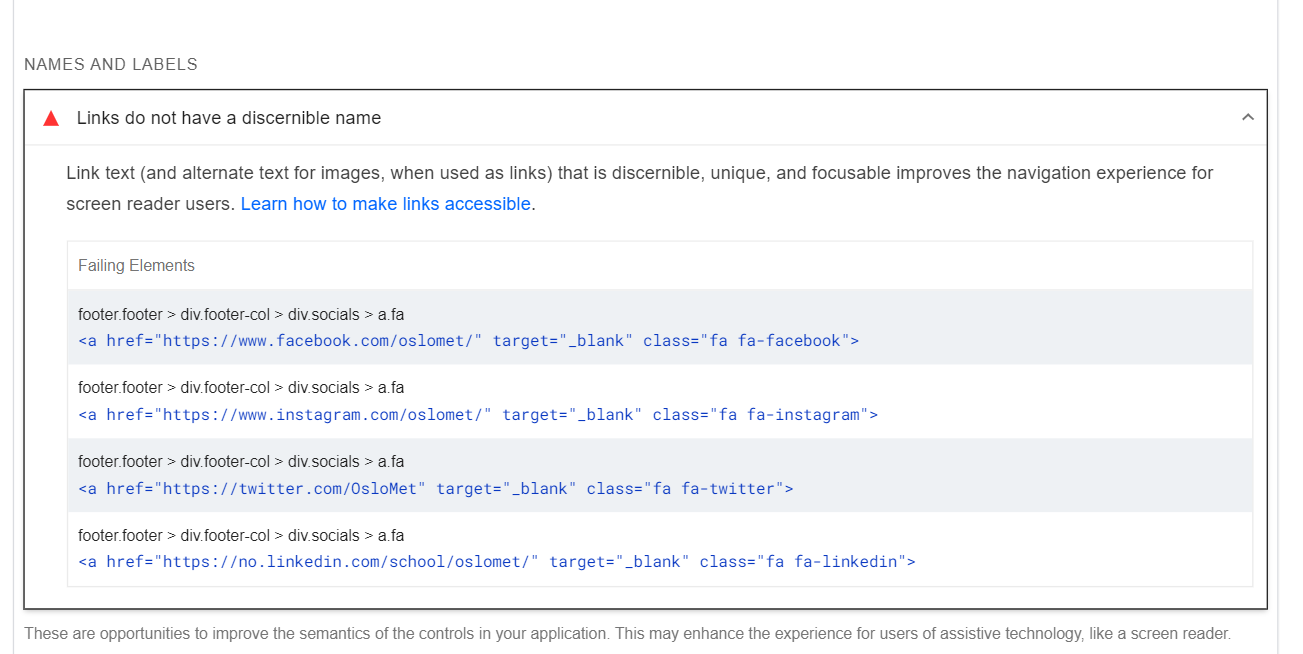 NAMES AND LABELS
Links do not have a discernible name
Link text (and alternate text for images, when used as links) that is discernible, unique, and focusable improves the navigation experience for
screen reader users. Learn how to make links accessible.
Failing Elements
footer.footer > div.footer-col > div.socials > a.fa
<a href="https://www.facebook.com/oslomet/" target="_blank" class="fa fa-facebook">
footer.footer > div.footer-col > div.socials > a.fa
<a href="https://www.instagram.com/oslomet/" target="_blank" class="fa fa-instagram">
footer.footer > div.footer-col > div.socials > a.fa
<a href="https://twitter.com/OsloMet" target="_blank" class="fa fa-twitter">
footer.footer > div.footer-col > div.socials > a.fa
<a href="https://no.linkedin.com/school/oslomet/" target="_blank" class="fa fa-linkedin">
These are opportunities to improve the semantics of the controls in your application. This may enhance the experience for users of assistive technology, like a screen reader.